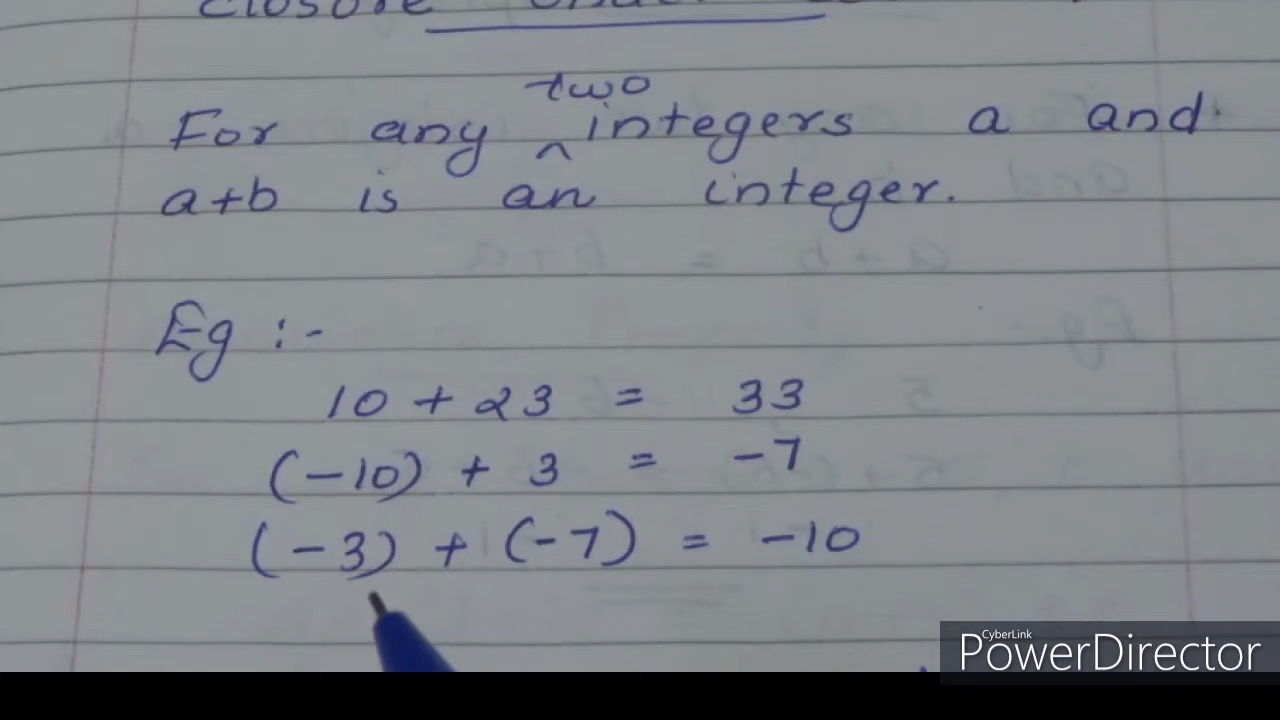 Closure
two
For any ^ integers a and
a+b is an integer.
Eg :-
10 + 23 = 33
(-10) + 3 = -7
(-3) + (-7) = -10
CyberLink
PowerDirector